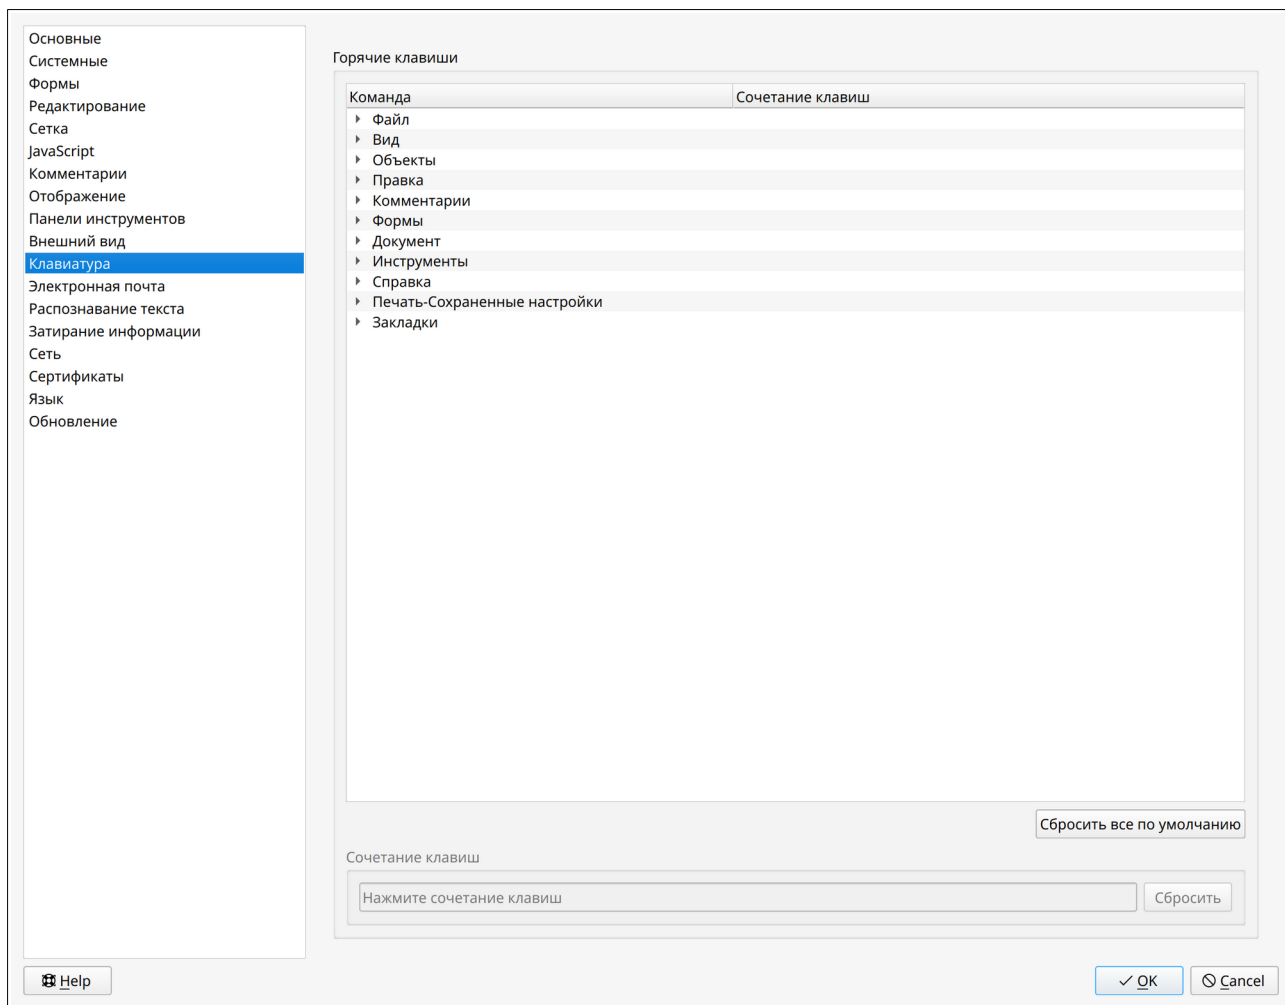 Основные
Системные
Формы
Редактирование
Сетка
JavaScript
Комментарии
Отображение
Панели инструментов
Внешний вид
Клавиатура
Электронная почта
Распознавание текста
Затирание информации
Сеть
Сертификаты
Язык
Обновление
Горячие клавиши
Команда Сочетание клавиш
Файл
Вид
Объекты
Правка
Комментарии
Формы
Документ
Инструменты
Справка
Печать-Сохраненные настройки
Закладки
Сбросить все по умолчанию
Сочетание клавиш
Нажмите сочетание клавиш Сбросить
Help OK Cancel